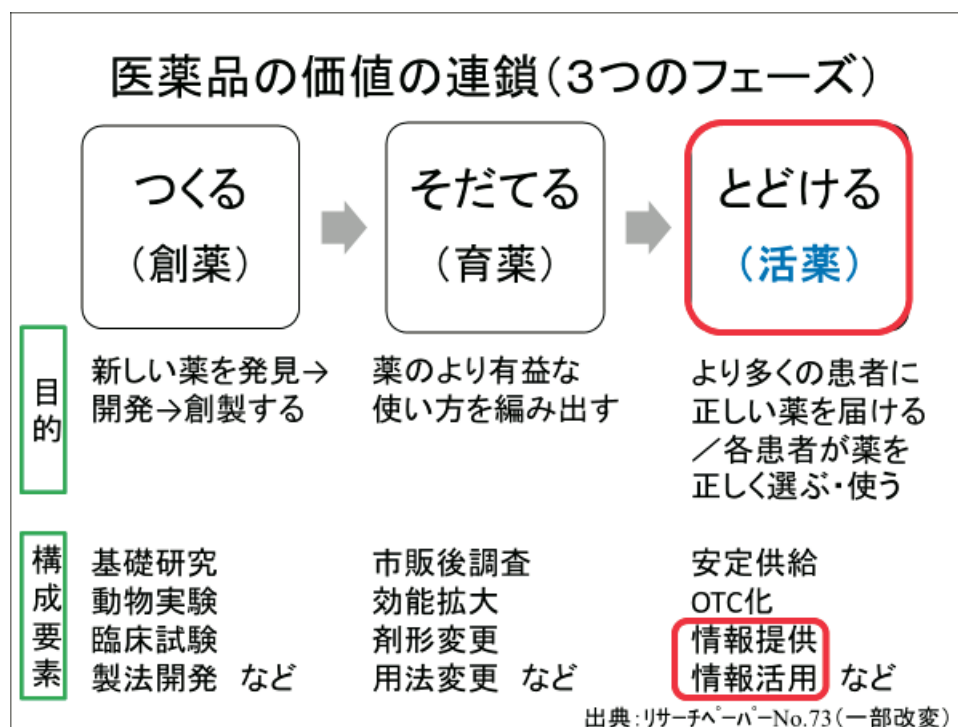 医薬品の価値の連鎖（３つのフェーズ）
つくる
（創薬）
そだてる
（育薬）
とどける
（活薬）
目的
新しい薬を発見→
開発→創製する
薬のより有益な
使い方を編み出す
より多くの患者に
正しい薬を届ける
／各患者が薬を
正しく選ぶ・使う
構成要素
基礎研究
動物実験
臨床試験
製法開発 など
市販後調査
効能拡大
剤形変更
用法変更 など
安定供給
OTC化
情報提供
情報活用 など
出典：ﾘｻｰﾁﾍﾟｰﾊﾟｰNo.73（一部改変）